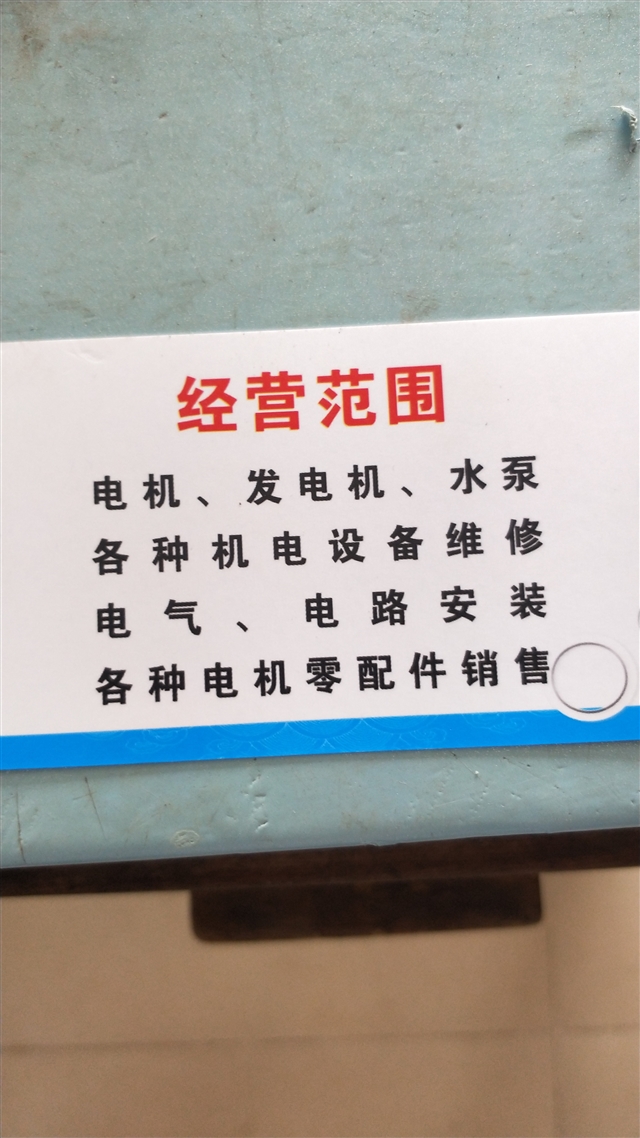 经营范围
电机、发电机、水泵
各种机电设备维修
电气、电路安装
各种电机零配件销售